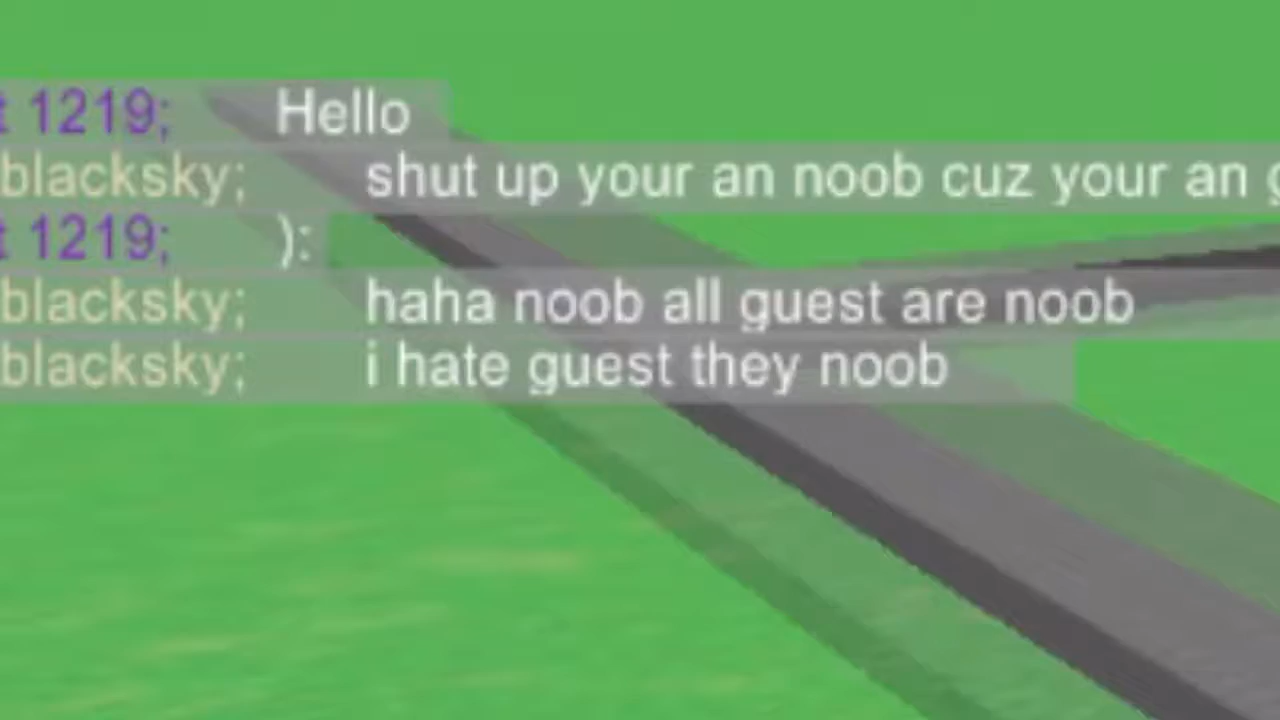 t 1219; Hello
blacksky; shut up your an noob cuz your an g
t 1219; ):
blacksky; haha noob all guest are noob
blacksky; i hate guest they noob